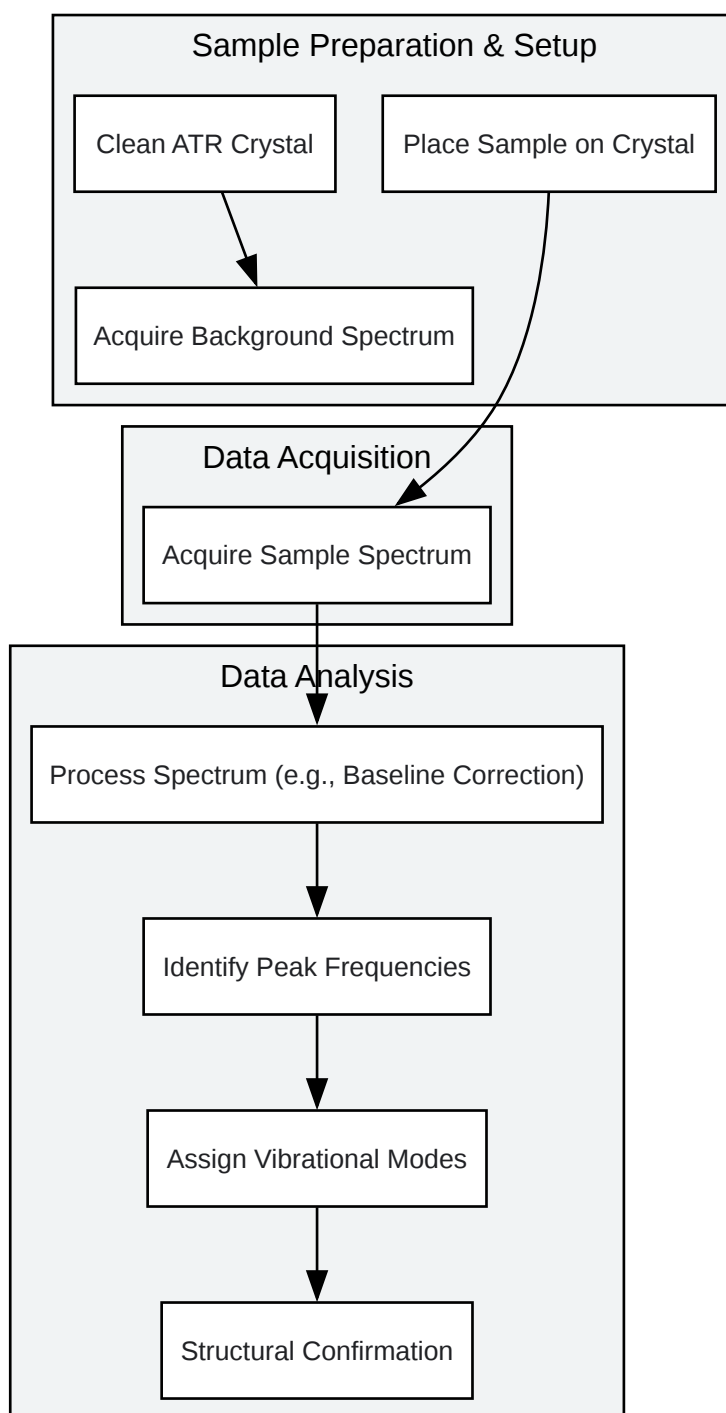 Sample Preparation & Setup
Clean ATR Crystal
Place Sample on Crystal
Acquire Background Spectrum
Data Acquisition
Acquire Sample Spectrum
Data Analysis
Process Spectrum (e.g., Baseline Correction)
Identify Peak Frequencies
Assign Vibrational Modes
Structural Confirmation